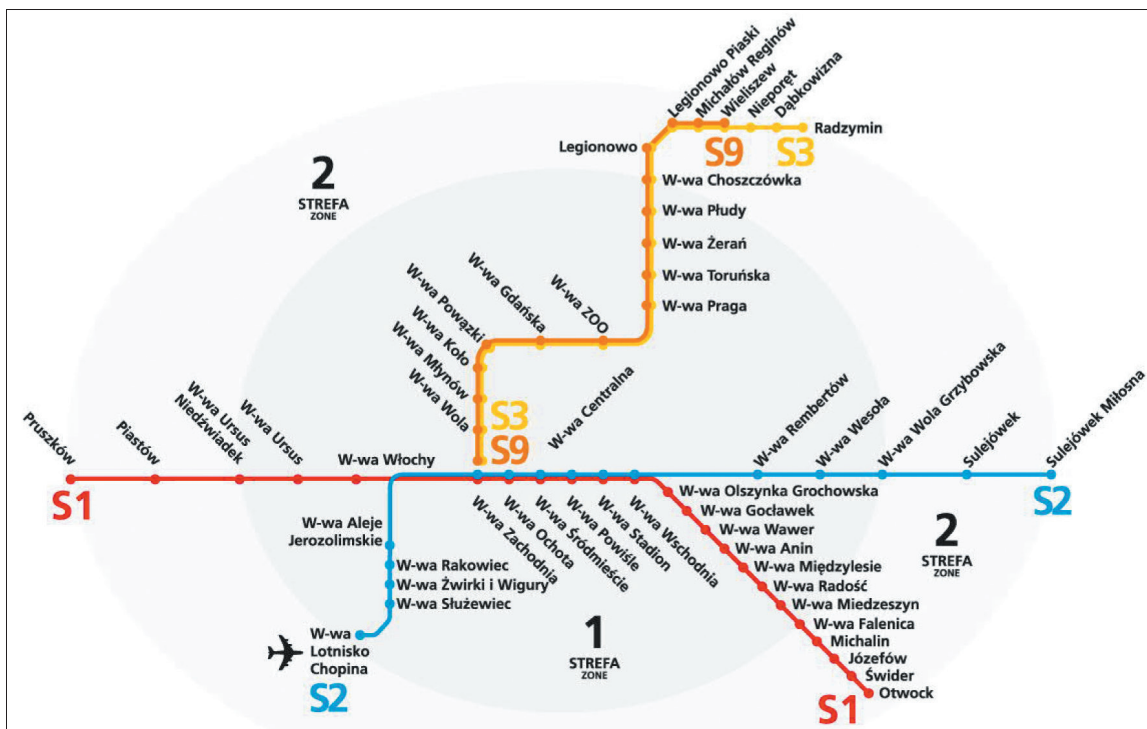 Legionowo Piaski
Michałów Reginów
Wieliszew
Nieporęt
Dąbkowizna
Radzymin
Legionowo
S9
S3
2
STREFA
ZONE
W-wa Choszczówka
W-wa Płudy
W-wa Żerań
W-wa Toruńska
W-wa Praga
W-wa ZOO
W-wa Gdańska
W-wa Powązki
W-wa Koło
W-wa Młynów
W-wa Wola
S3
S9
W-wa Centralna
Pruszków
Piastów
W-wa Ursus
Niedźwiadek
W-wa Ursus
W-wa Włochy
W-wa Rembertów
W-wa Wesoła
W-wa Wola Grzybowska
Sulejówek
Sulejówek Miłosna
S1
S2
W-wa Zachodnia
W-wa Ochota
W-wa Śródmieście
W-wa Powiśle
W-wa Stadion
W-wa Wschodnia
W-wa Olszynka Grochowska
W-wa Gocławek
W-wa Wawer
W-wa Anin
W-wa Międzylesie
W-wa Radość
W-wa Miedzeszyn
W-wa Falenica
Michalin
Józefów
Świder
Otwock
S1
2
STREFA
ZONE
W-wa Aleje
Jerozolimskie
W-wa Rakowiec
W-wa Żwirki i Wigury
W-wa Służewiec
W-wa
Lotnisko
Chopina
S2
1
STREFA
ZONE